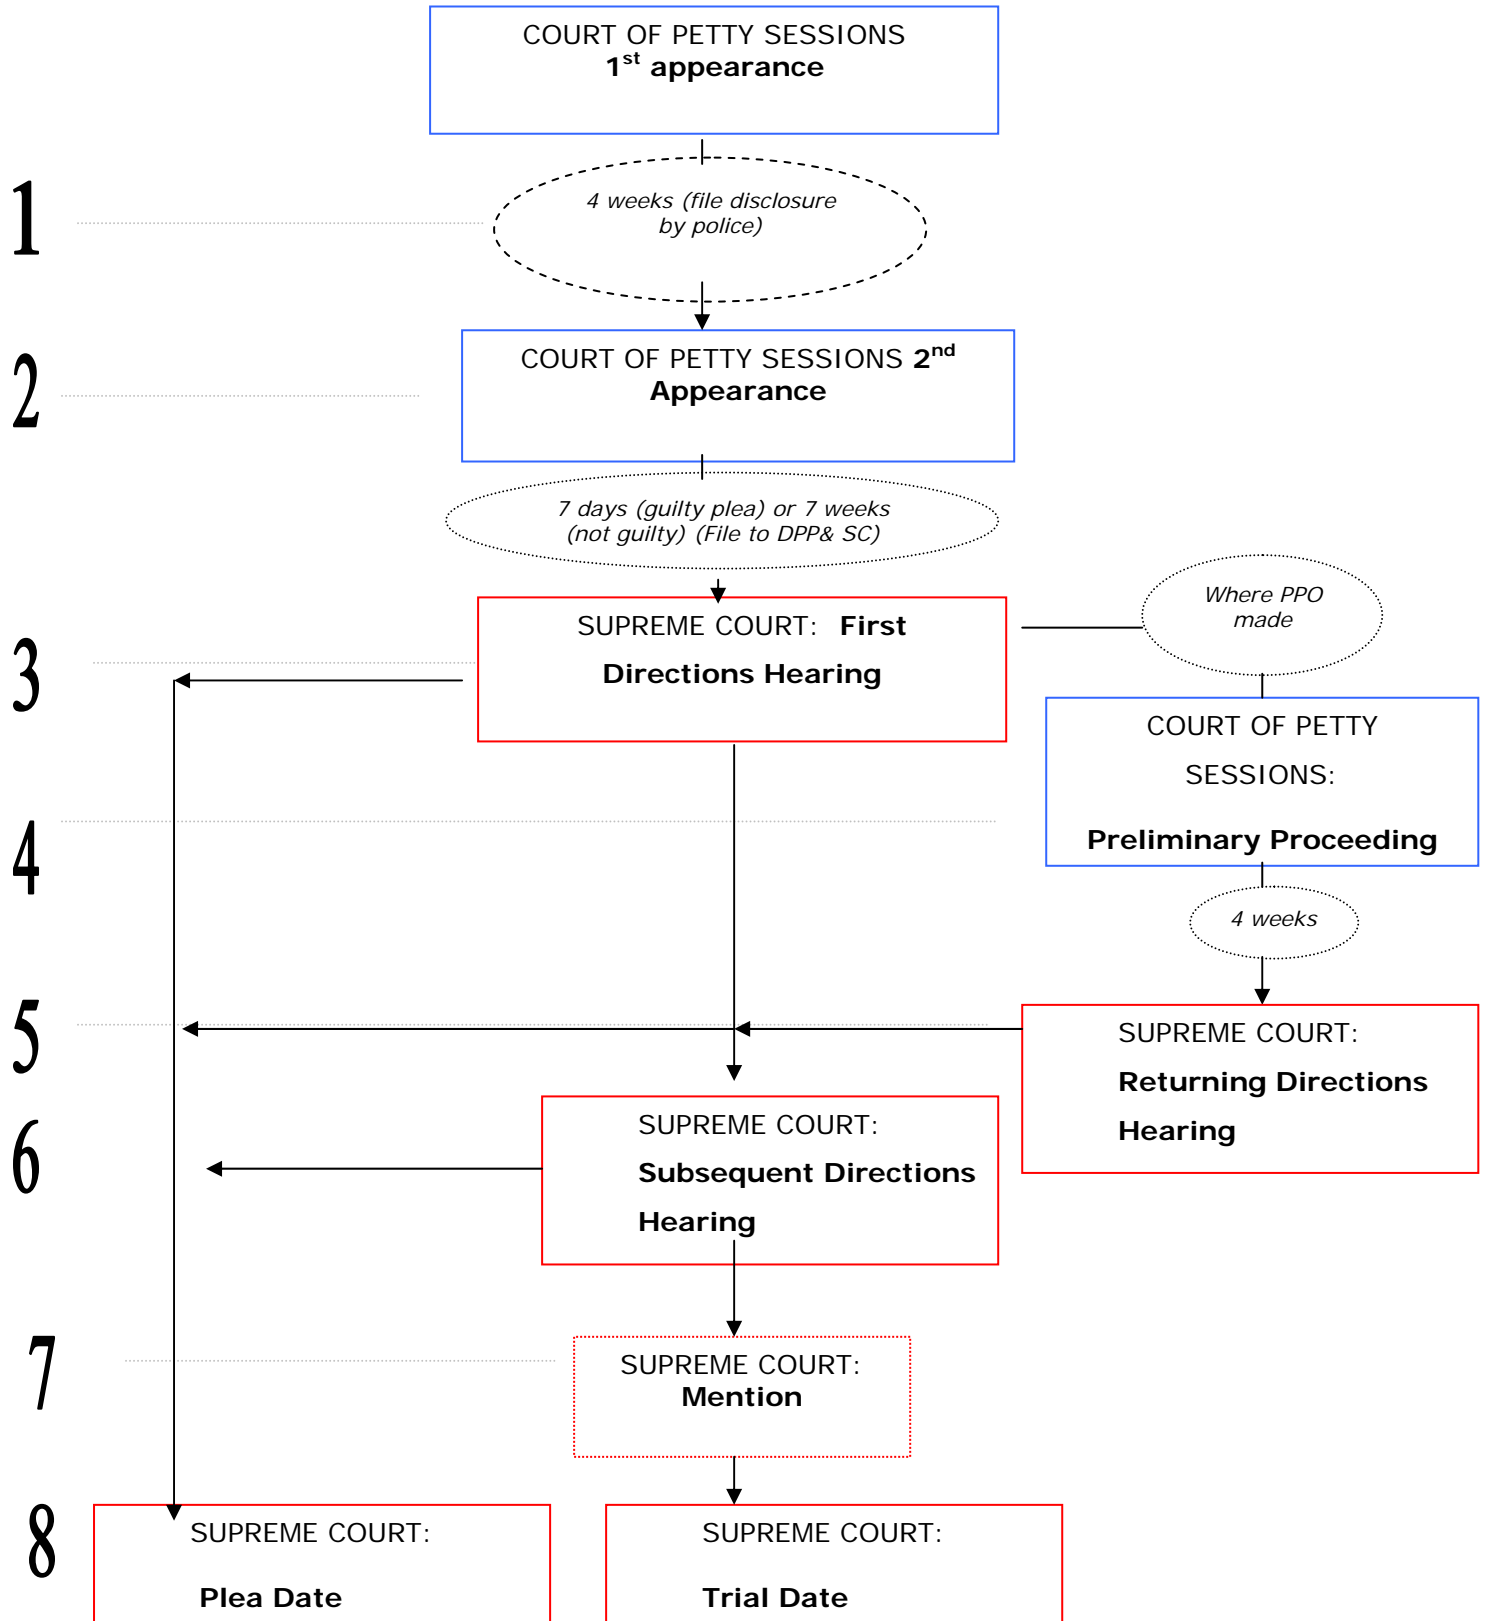 COURT OF PETTY SESSIONS
1st appearance
1
4 weeks (file disclosure
by police)
2
COURT OF PETTY SESSIONS 2nd
Appearance
7 days (guilty plea) or 7 weeks
(not guilty) (File to DPP& SC)
Where PPO
made
3
SUPREME COURT: First
Directions Hearing
COURT OF PETTY
SESSIONS:
Preliminary Proceeding
4
4 weeks
5
SUPREME COURT:
Returning Directions
Hearing
6
SUPREME COURT:
Subsequent Directions
Hearing
7
SUPREME COURT:
Mention
8
SUPREME COURT:
Plea Date
SUPREME COURT:
Trial Date